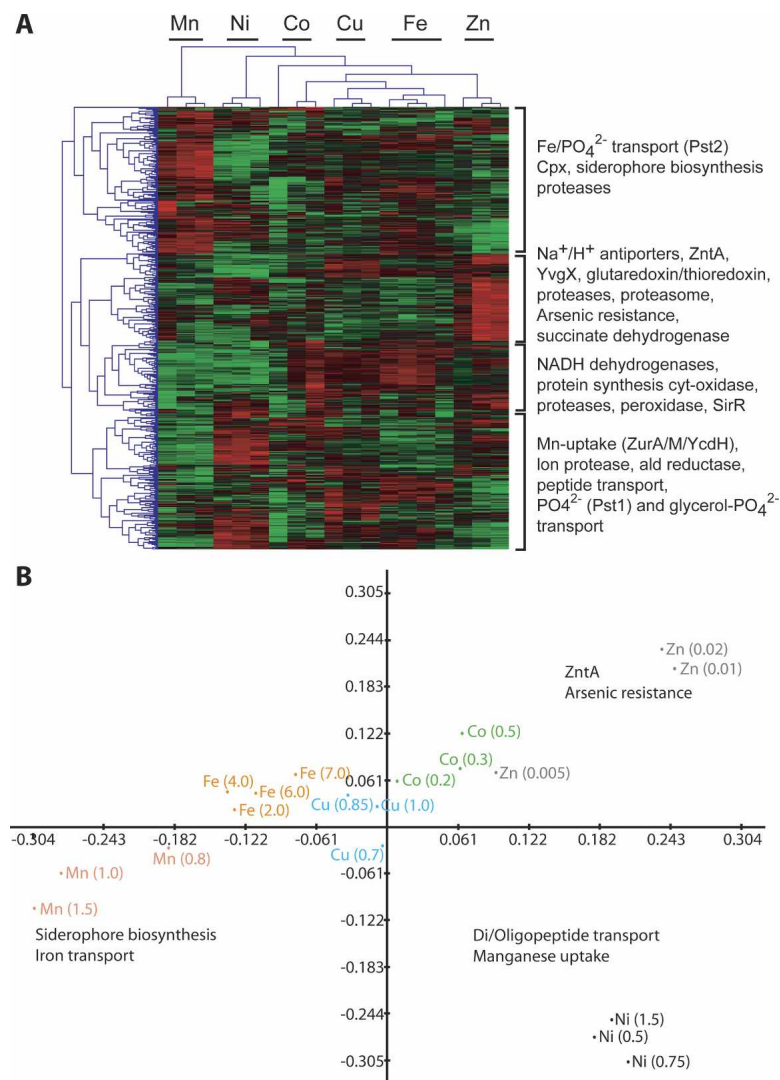 A
Mn Ni Co Cu Fe Zn
Fe/PO₄²⁻ transport (Pst2)
Cpx, siderophore biosynthesis
proteases
Na⁺/H⁺ antiporters, ZntA,
YvgX, glutaredoxin/thioredoxin,
proteases, proteasome,
Arsenic resistance,
succinate dehydrogenase
NADH dehydrogenases,
protein synthesis cyt-oxidase,
proteases, peroxidase, SirR
Mn-uptake (ZurA/M/YcdH),
lon protease, ald reductase,
peptide transport,
PO4²⁻ (Pst1) and glycerol-PO₄²⁻
transport
B
0.305
0.244
Zn (0.02)
Zn (0.01)
ZntA
Arsenic resistance
0.183
0.122
Co (0.5)
Co (0.3)
Zn (0.005)
Fe (7.0)
Fe (4.0)
0.061
Co (0.2)
Fe (6.0)
Cu (0.85)
Cu (1.0)
Fe (2.0)
-0.304 -0.243 -0.182 -0.122 -0.061 0.061 0.122 0.182 0.243 0.304
Mn (0.8)
Cu (0.7)
Mn (1.0)
-0.061
Mn (1.5)
-0.122
Siderophore biosynthesis
Iron transport
Di/Oligopeptide transport
Manganese uptake
-0.183
-0.244
Ni (1.5)
Ni (0.5)
-0.305
Ni (0.75)